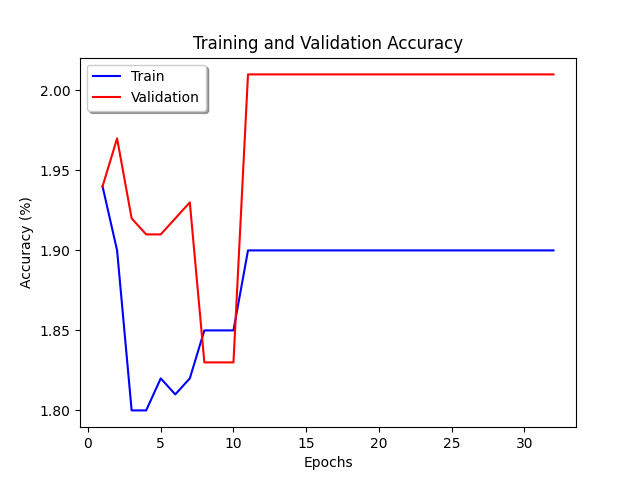 Training and Validation Accuracy
Train
Validation
2.00
1.95
1.90
1.85
1.80
Accuracy (%)
0 5 10 15 20 25 30
Epochs